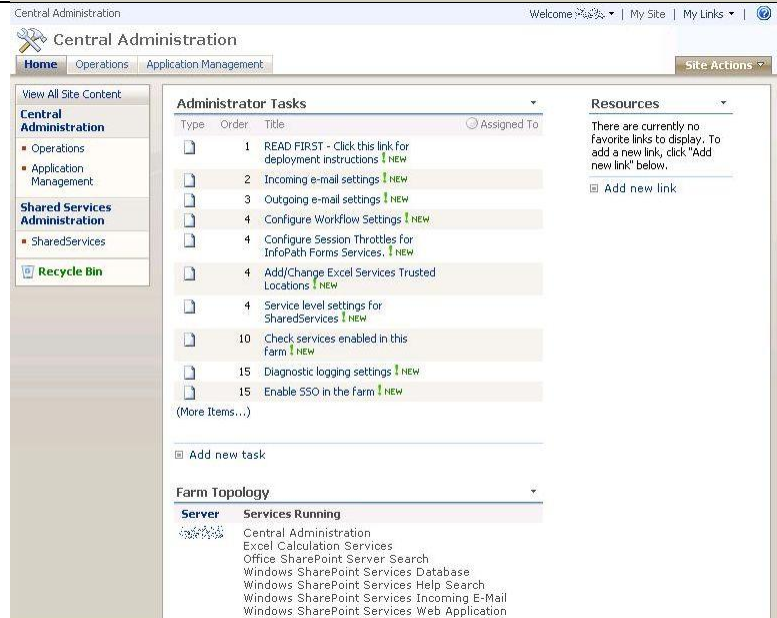 Central Administration
Welcome | My Site | My Links |
Central Administration
Home Operations Application Management
Site Actions
View All Site Content
Central
Administration
Operations
Application
Management
Shared Services
Administration
SharedServices
Recycle Bin
Administrator Tasks
Type Order Title Assigned To
1 READ FIRST - Click this link for
deployment instructions ! NEW
2 Incoming e-mail settings ! NEW
3 Outgoing e-mail settings ! NEW
4 Configure Workflow Settings ! NEW
4 Configure Session Throttles for
InfoPath Forms Services. ! NEW
4 Add/Change Excel Services Trusted
Locations ! NEW
4 Service level settings for
SharedServices ! NEW
10 Check services enabled in this
farm ! NEW
15 Diagnostic logging settings ! NEW
15 Enable SSO in the farm ! NEW
(More Items...)
Add new task
Farm Topology
Server Services Running
Central Administration
Excel Calculation Services
Office SharePoint Server Search
Windows SharePoint Services Database
Windows SharePoint Services Help Search
Windows SharePoint Services Incoming E-Mail
Windows SharePoint Services Web Application
Resources
There are currently no
favorite links to display. To
add a new link, click "Add
new link" below.
Add new link